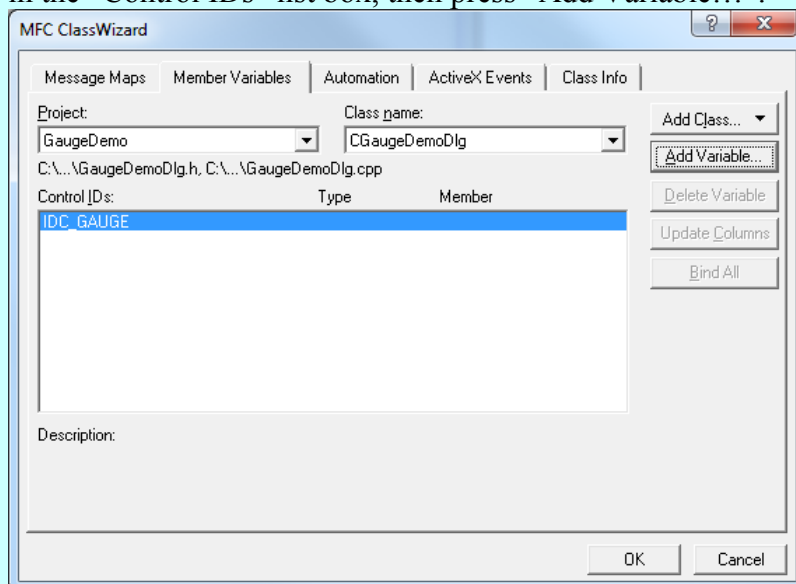 in the "Control IDs" list box, then press "Add Variable…".
MFC ClassWizard
Message Maps Member Variables Automation ActiveX Events Class Info
Project: Class name:
GaugeDemo CGaugeDemoDlg
Add Class...
C:\...\GaugeDemoDlg.h, C:\...\GaugeDemoDlg.cpp
Add Variable...
Control IDs: Type Member
Delete Variable
IDC_GAUGE
Update Columns
Bind All
Description:
OK Cancel